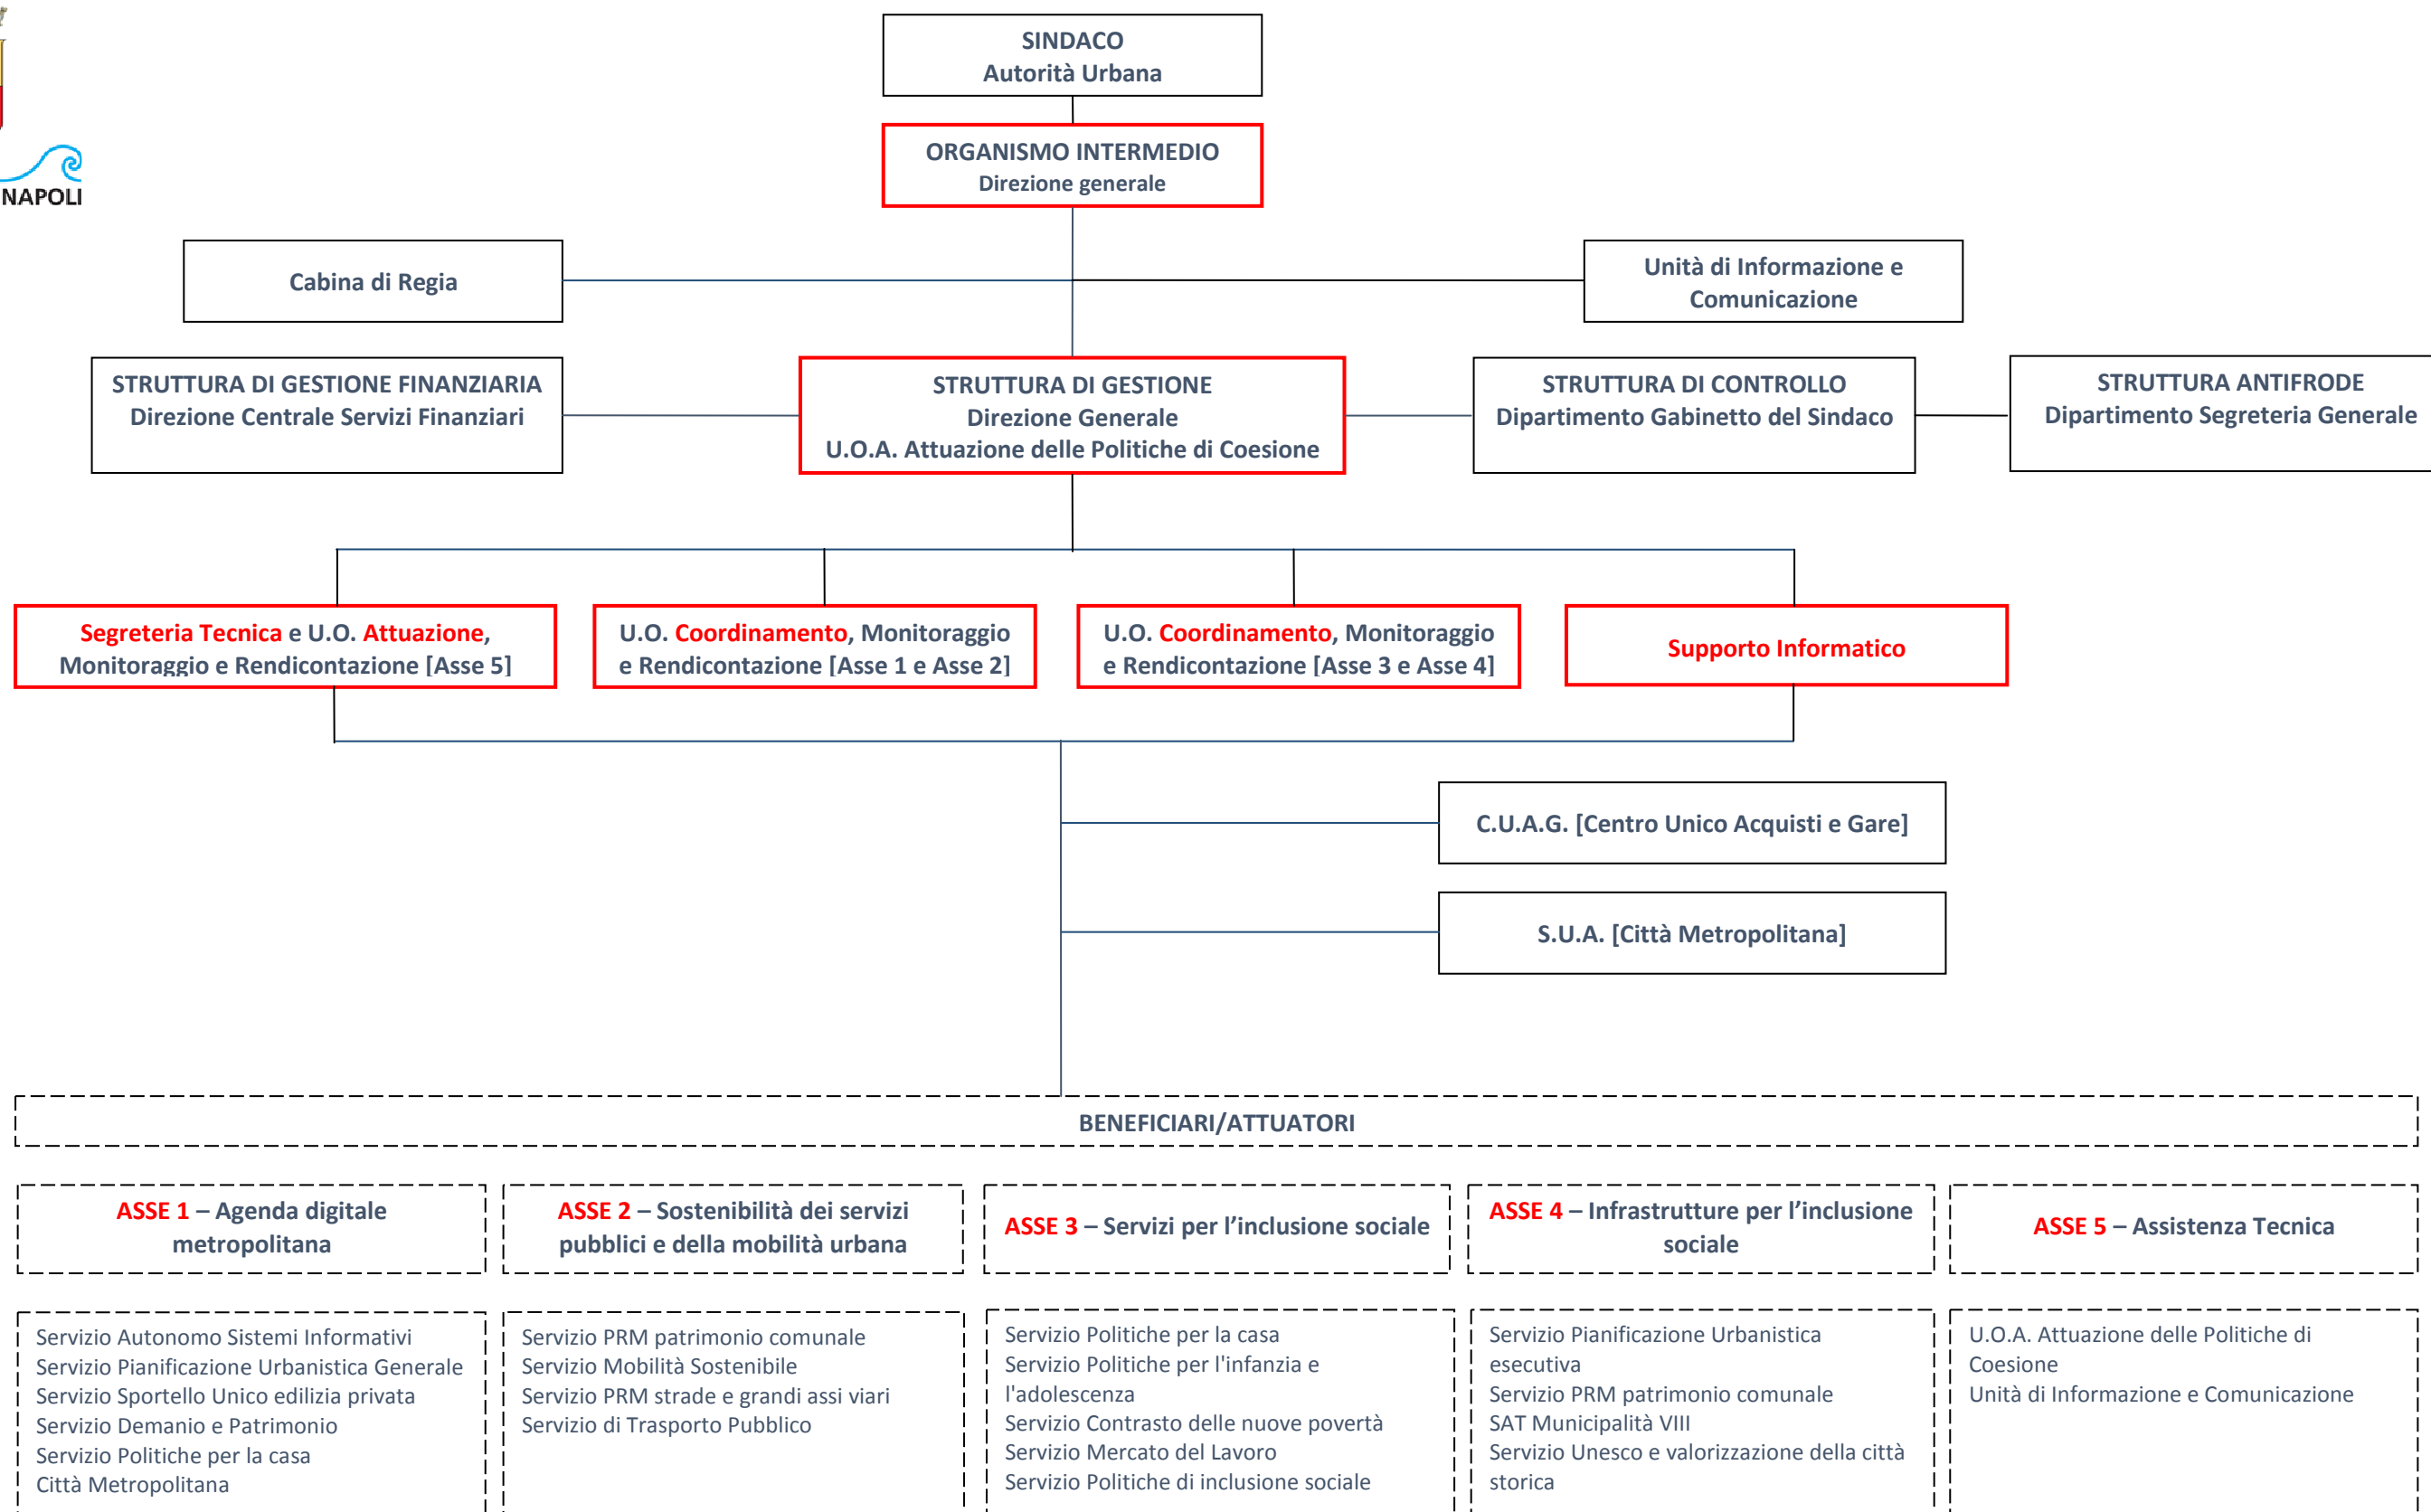 SINDACO
Autorità Urbana
ORGANISMO INTERMEDIO
Direzione generale
NAPOLI
Cabina di Regia
Unità di Informazione e
Comunicazione
STRUTTURA DI GESTIONE FINANZIARIA
Direzione Centrale Servizi Finanziari
STRUTTURA DI GESTIONE
Direzione Generale
U.O.A. Attuazione delle Politiche di Coesione
STRUTTURA DI CONTROLLO
Dipartimento Gabinetto del Sindaco
STRUTTURA ANTIFRODE
Dipartimento Segreteria Generale
Segreteria Tecnica e U.O. Attuazione,
Monitoraggio e Rendicontazione [Asse 5]
U.O. Coordinamento, Monitoraggio
e Rendicontazione [Asse 1 e Asse 2]
U.O. Coordinamento, Monitoraggio
e Rendicontazione [Asse 3 e Asse 4]
Supporto Informatico
C.U.A.G. [Centro Unico Acquisti e Gare]
S.U.A. [Città Metropolitana]
BENEFICIARI/ATTUATORI
ASSE 1 – Agenda digitale
metropolitana
ASSE 2 – Sostenibilità dei servizi
pubblici e della mobilità urbana
ASSE 3 – Servizi per l’inclusione sociale
ASSE 4 – Infrastrutture per l’inclusione
sociale
ASSE 5 – Assistenza Tecnica
Servizio Autonomo Sistemi Informativi
Servizio Pianificazione Urbanistica Generale
Servizio Sportello Unico edilizia privata
Servizio Demanio e Patrimonio
Servizio Politiche per la casa
Città Metropolitana
Servizio PRM patrimonio comunale
Servizio Mobilità Sostenibile
Servizio PRM strade e grandi assi viari
Servizio di Trasporto Pubblico
Servizio Politiche per la casa
Servizio Politiche per l'infanzia e
l'adolescenza
Servizio Contrasto delle nuove povertà
Servizio Mercato del Lavoro
Servizio Politiche di inclusione sociale
Servizio Pianificazione Urbanistica
esecutiva
Servizio PRM patrimonio comunale
SAT Municipalità VIII
Servizio Unesco e valorizzazione della città
storica
U.O.A. Attuazione delle Politiche di
Coesione
Unità di Informazione e Comunicazione